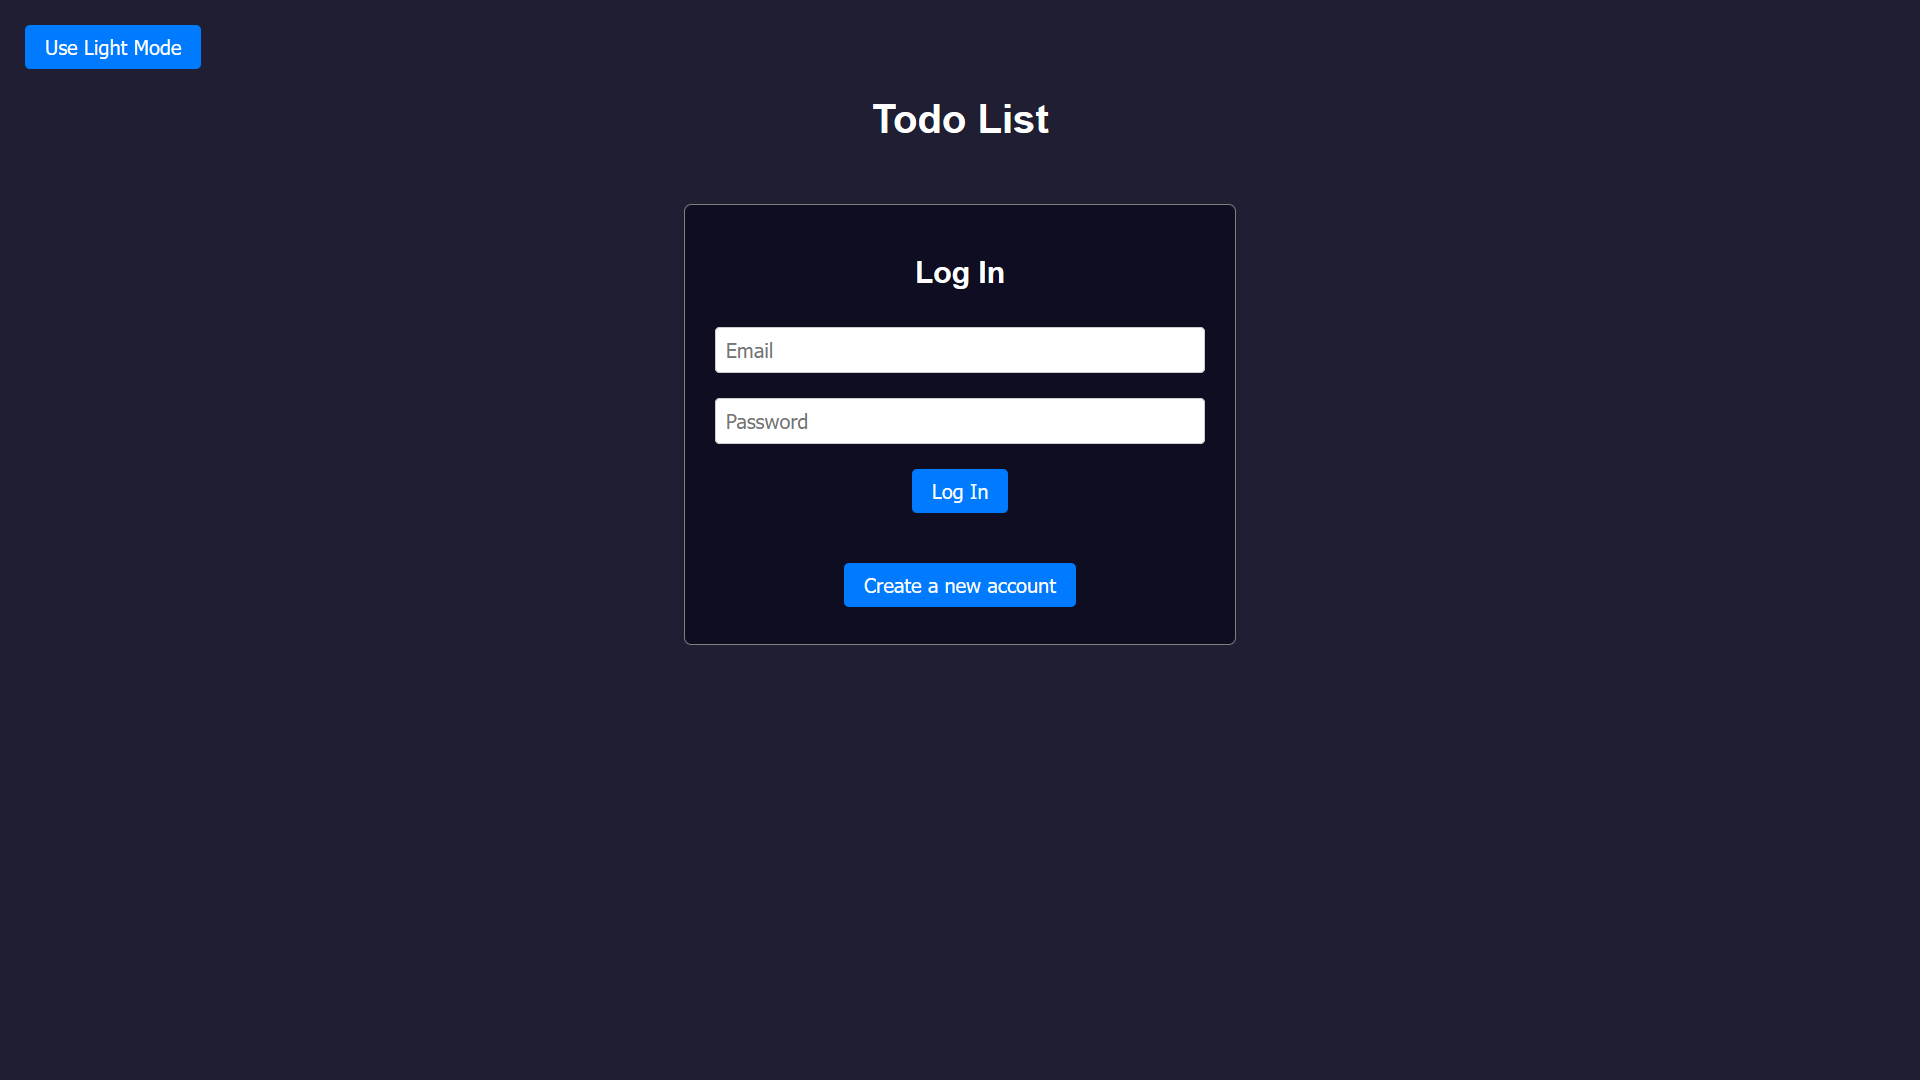 Use Light Mode
Todo List
Log In
Email
Password
Log In
Create a new account